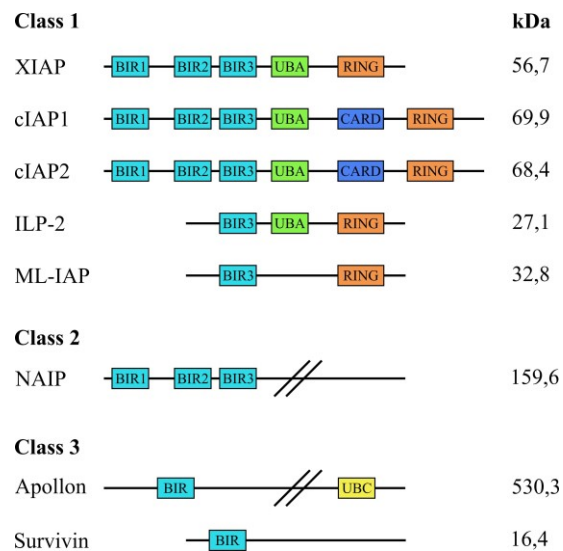 Class 1 kDa
XIAP BIR1 BIR2 BIR3 UBA RING 56,7
cIAP1 BIR1 BIR2 BIR3 UBA CARD RING 69,9
cIAP2 BIR1 BIR2 BIR3 UBA CARD RING 68,4
ILP-2 BIR3 UBA RING 27,1
ML-IAP BIR3 RING 32,8
Class 2
NAIP BIR1 BIR2 BIR3 159,6
Class 3
Apollon BIR UBC 530,3
Survivin BIR 16,4